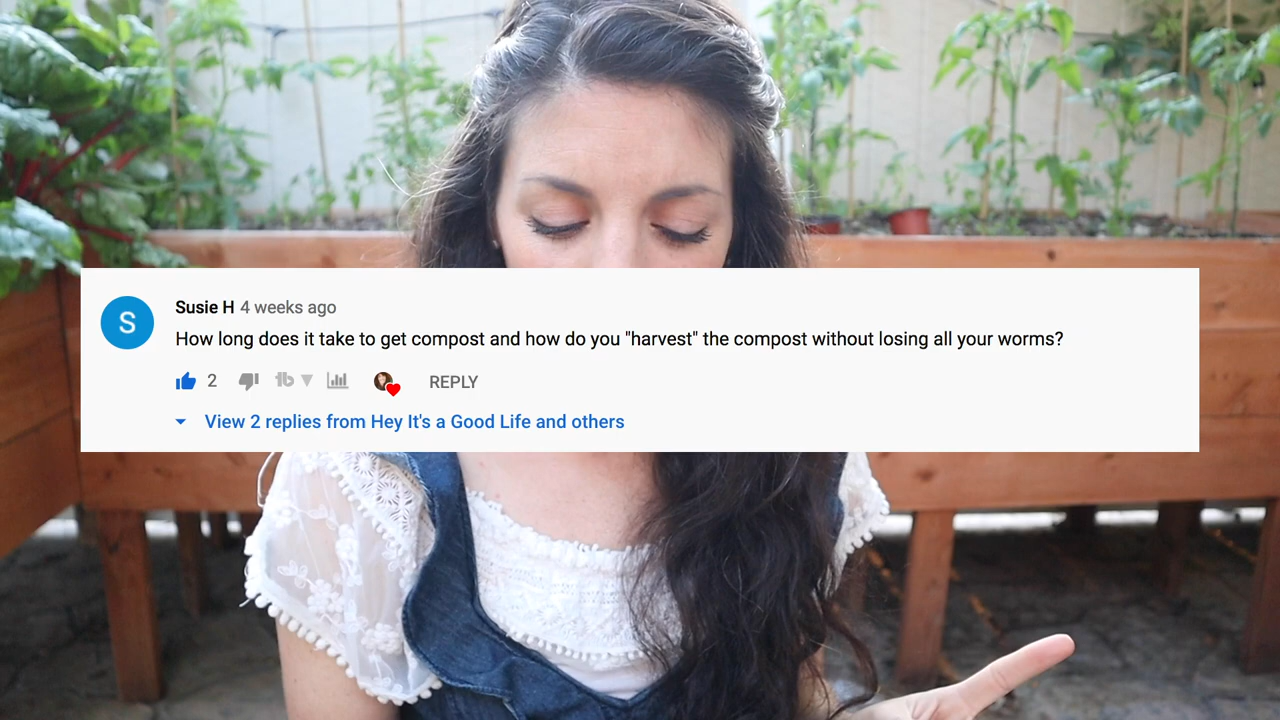 S
Susie H 4 weeks ago
How long does it take to get compost and how do you "harvest" the compost without losing all your worms?
2 tb REPLY
View 2 replies from Hey It's a Good Life and others